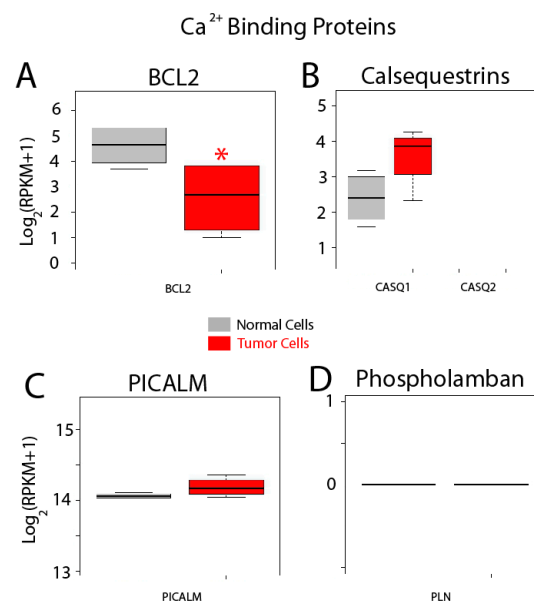 Ca2+ Binding Proteins
A
BCL2
B
Calsequestrins
6
5
4
3
2
1
0
Log2(RPKM+1)
*
BCL2
5
4
3
2
1
CASQ1
CASQ2
Normal Cells
Tumor Cells
C
PICALM
D
Phospholamban
15
14
13
Log2(RPKM+1)
PICALM
1
0
PLN